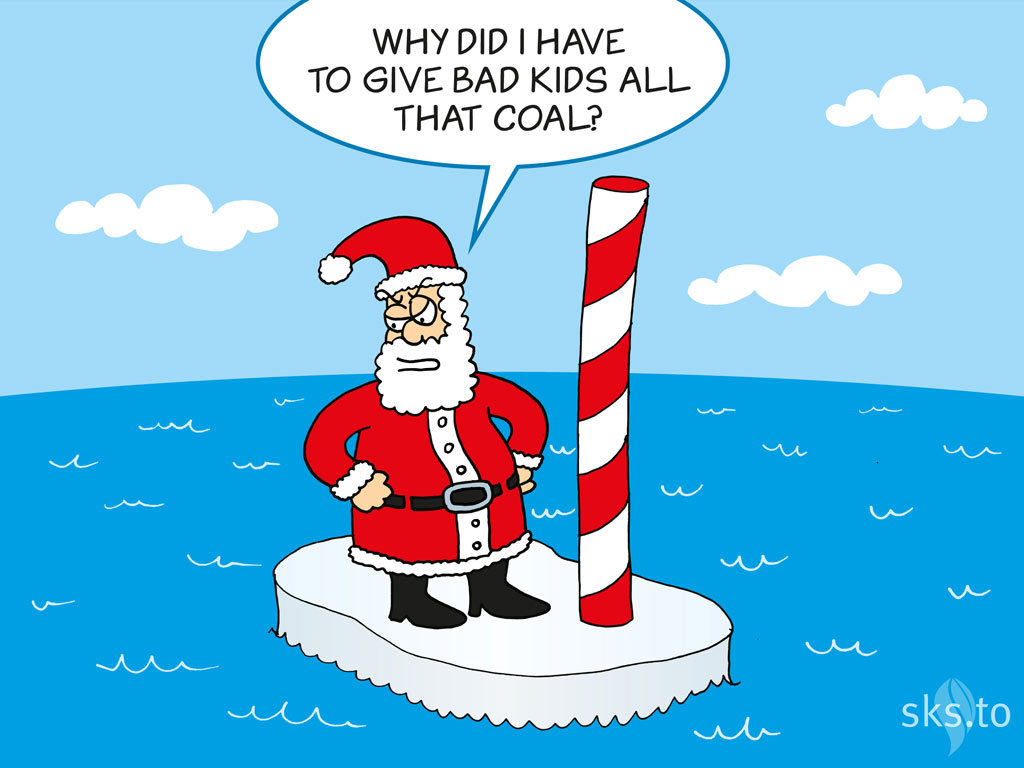 WHY DID I HAVE
TO GIVE BAD KIDS ALL
THAT COAL?
sks.to